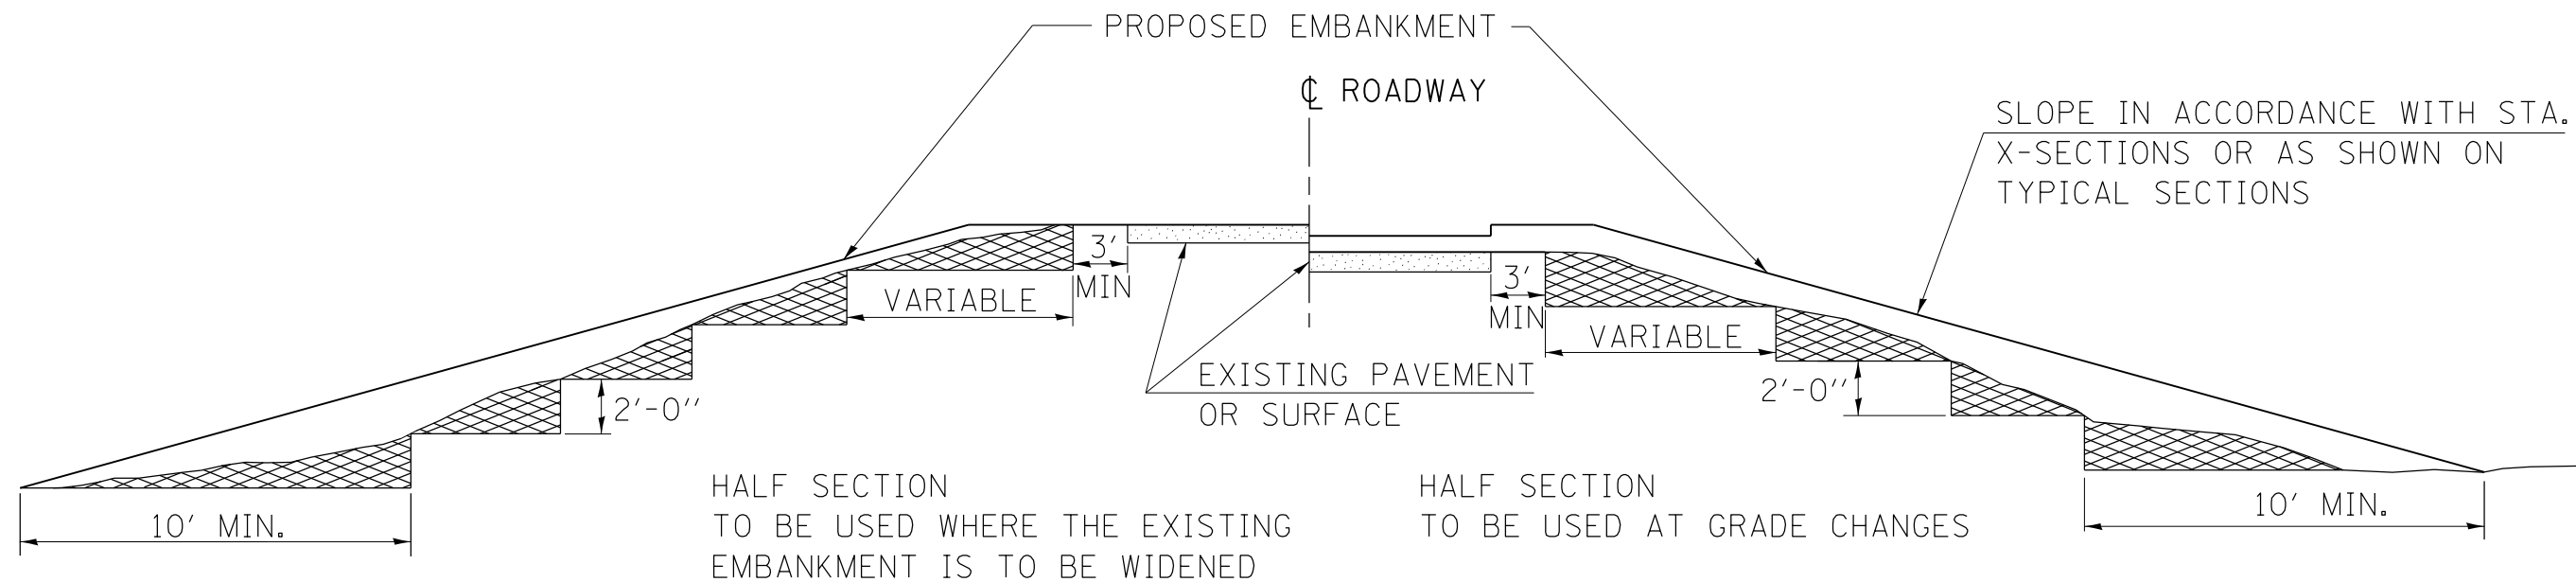 PROPOSED EMBANKMENT
℄ ROADWAY
SLOPE IN ACCORDANCE WITH STA.
X-SECTIONS OR AS SHOWN ON
TYPICAL SECTIONS
3'
MIN
VARIABLE
3'
MIN
VARIABLE
EXISTING PAVEMENT
OR SURFACE
2'-0''
2'-0''
HALF SECTION
TO BE USED WHERE THE EXISTING
EMBANKMENT IS TO BE WIDENED
HALF SECTION
TO BE USED AT GRADE CHANGES
10' MIN.
10' MIN.